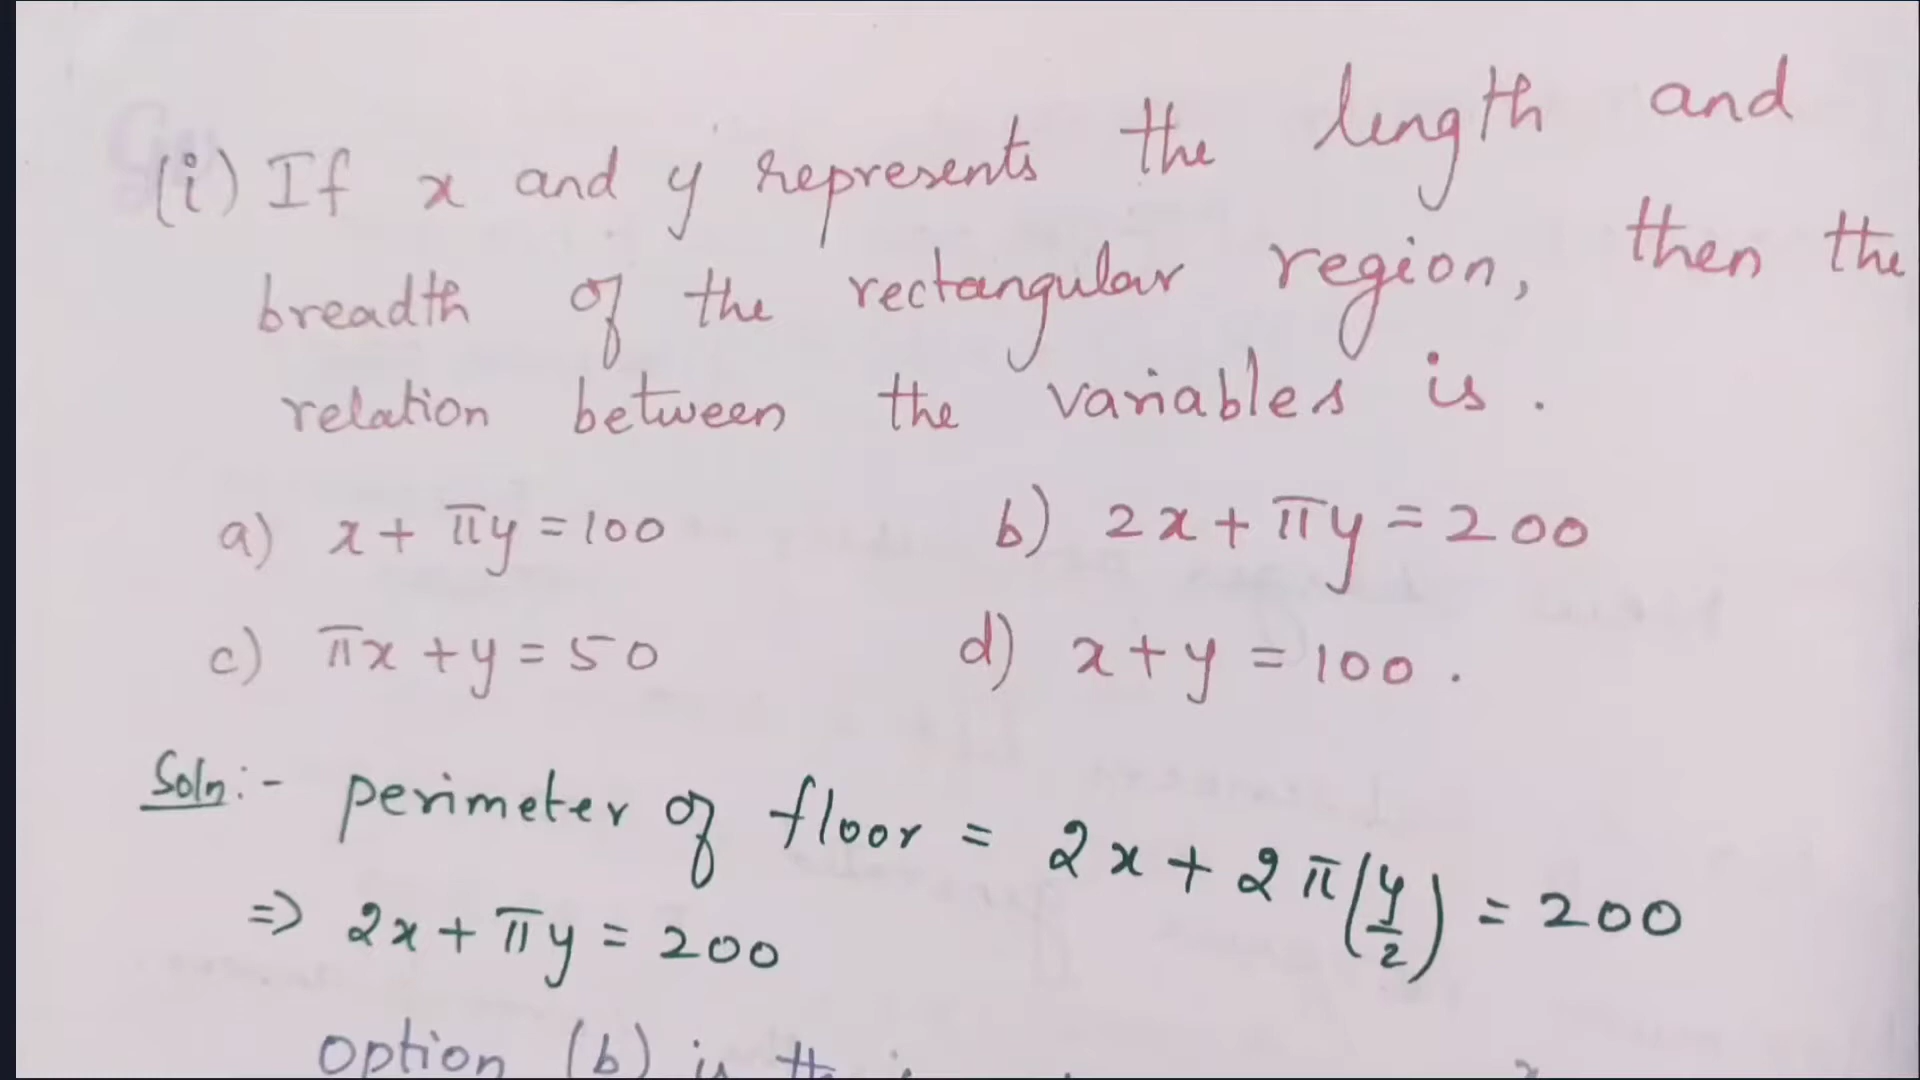 (i) If x and y represents the length and
breadth of the rectangular region, then the
relation between the variables is.
a) x + πy = 100
b) 2x + πy = 200
c) πx + y = 50
d) x + y = 100.
Soln:- perimeter of floor = 2x + 2π(y/2) = 200
=> 2x + πy = 200
option (b) is